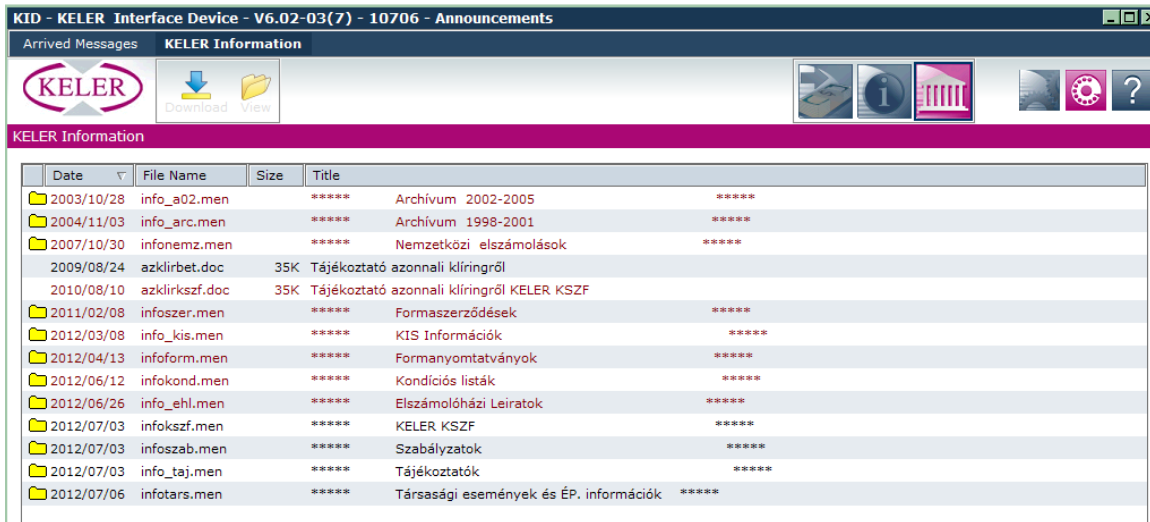 KID - KELER Interface Device - V6.02-03(7) - 10706 - Announcements
Arrived Messages KELER Information
KELER Download View ?
KELER Information
Date File Name Size Title
2003/10/28 info_a02.men ***** Archívum 2002-2005 *****
2004/11/03 info_arc.men ***** Archívum 1998-2001 *****
2007/10/30 infonemz.men ***** Nemzetközi elszámolások *****
2009/08/24 azklirbet.doc 35K Tájékoztató azonnali klíringről
2010/08/10 azklirkszf.doc 35K Tájékoztató azonnali klíringről KELER KSZF
2011/02/08 infoszer.men ***** Formaszerződések *****
2012/03/08 info_kis.men ***** KIS Információk *****
2012/04/13 infoform.men ***** Formanyomtatványok *****
2012/06/12 infokond.men ***** Kondíciós listák *****
2012/06/26 info_ehl.men ***** Elszámolóházi Leiratok *****
2012/07/03 infokszf.men ***** KELER KSZF *****
2012/07/03 infoszab.men ***** Szabályzatok *****
2012/07/03 info_taj.men ***** Tájékoztatók *****
2012/07/06 infotars.men ***** Társasági események és ÉP. információk *****